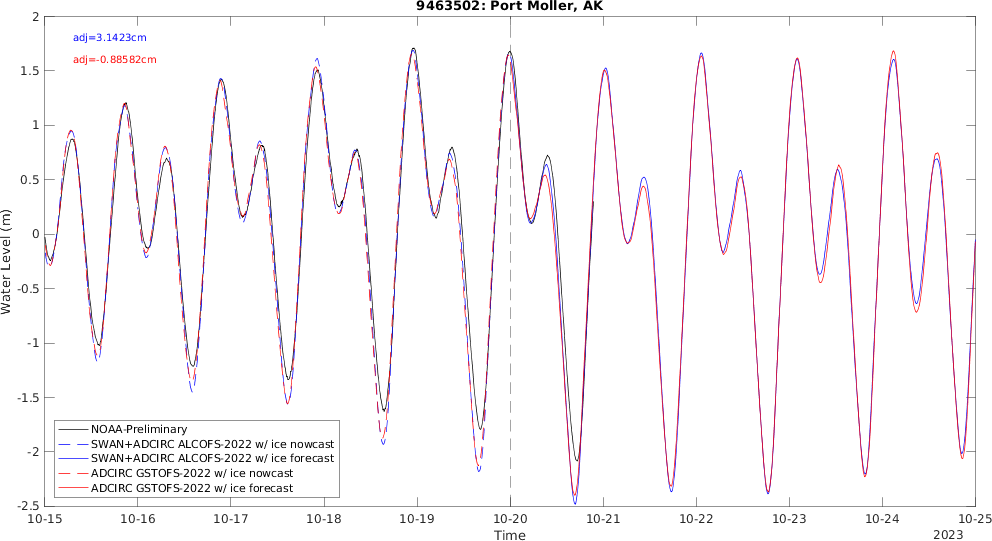 9463502: Port Moller, AK
adj=3.1423cm
adj=-0.88582cm
2
1.5
1
0.5
0
-0.5
-1
-1.5
-2
-2.5
Water Level (m)
NOAA-Preliminary
SWAN+ADCIRC ALCOFS-2022 w/ ice nowcast
SWAN+ADCIRC ALCOFS-2022 w/ ice forecast
ADCIRC GSTOFS-2022 w/ ice nowcast
ADCIRC GSTOFS-2022 w/ ice forecast
10-15 10-16 10-17 10-18 10-19 10-20 10-21 10-22 10-23 10-24 10-25
Time
2023